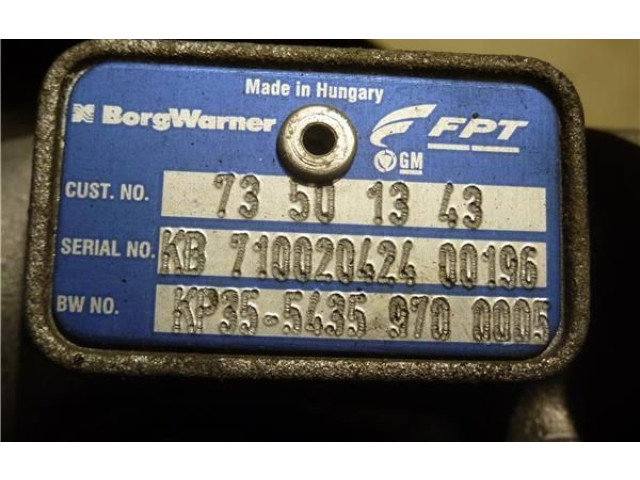 Made in Hungary
BorgWarner FPT
GM
CUST. NO. 73 50 13 43
SERIAL NO. KB 710020424 00196
BW NO. KP35-5435 970 0005